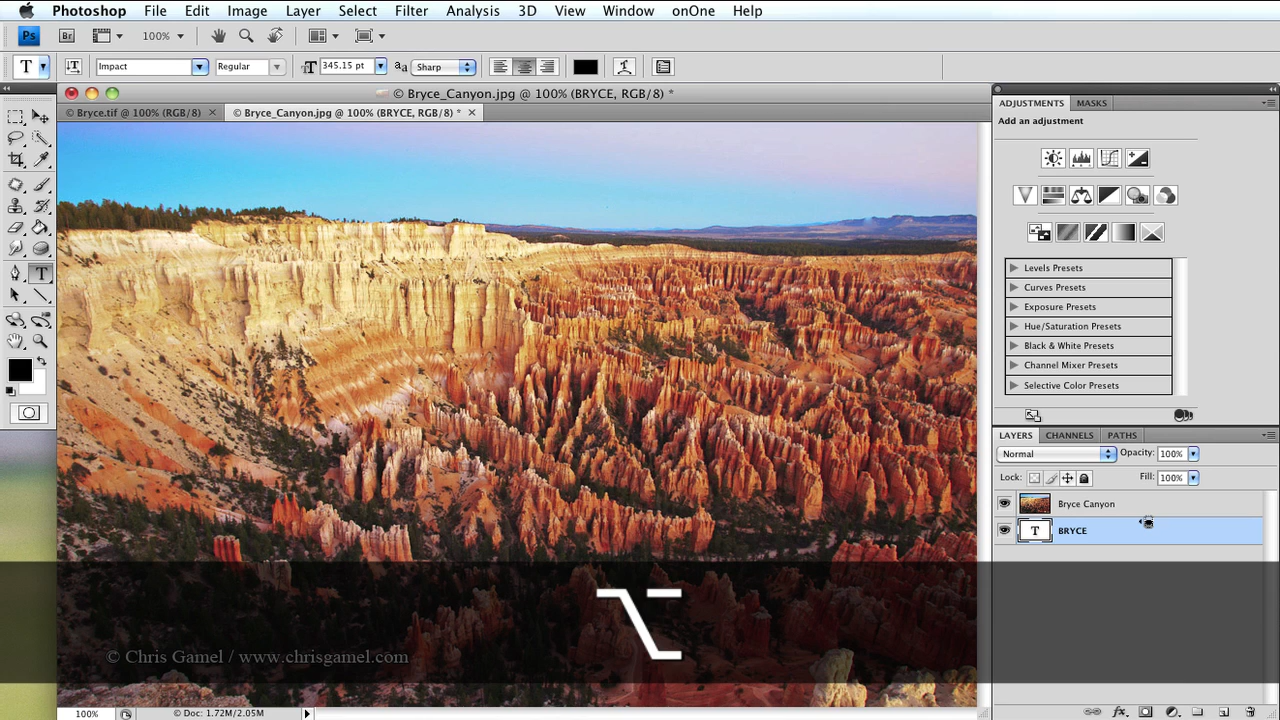 Photoshop File Edit Image Layer Select Filter Analysis 3D View Window onOne Help
Ps Br 100%
T Impact Regular T 345.15 pt aa Sharp
© Bryce_Canyon.jpg @ 100% (BRYCE, RGB/8) *
© Bryce.tif @ 100% (RGB/8) © Bryce_Canyon.jpg @ 100% (BRYCE, RGB/8) *
ADJUSTMENTS MASKS
Add an adjustment
Levels Presets
Curves Presets
Exposure Presets
Hue/Saturation Presets
Black & White Presets
Channel Mixer Presets
Selective Color Presets
LAYERS CHANNELS PATHS
Normal Opacity: 100%
Lock: Fill: 100%
Bryce Canyon
T BRYCE
© Chris Gamel / www.chrisgamel.com
100% © Doc: 1.72M/2.05M
fx